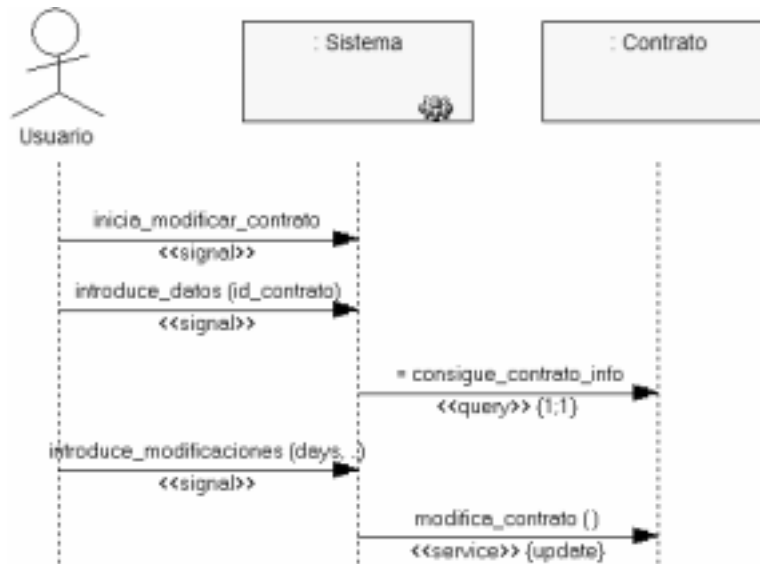 : Sistema
: Contrato
Usuario
inicia_modificar_contrato
<<signal>>
introduce_datos (id_contrato)
<<signal>>
= consigue_contrato_info
<<query>> {1;1}
introduce_modificaciones (days, ..)
<<signal>>
modifica_contrato ()
<<service>> {update}